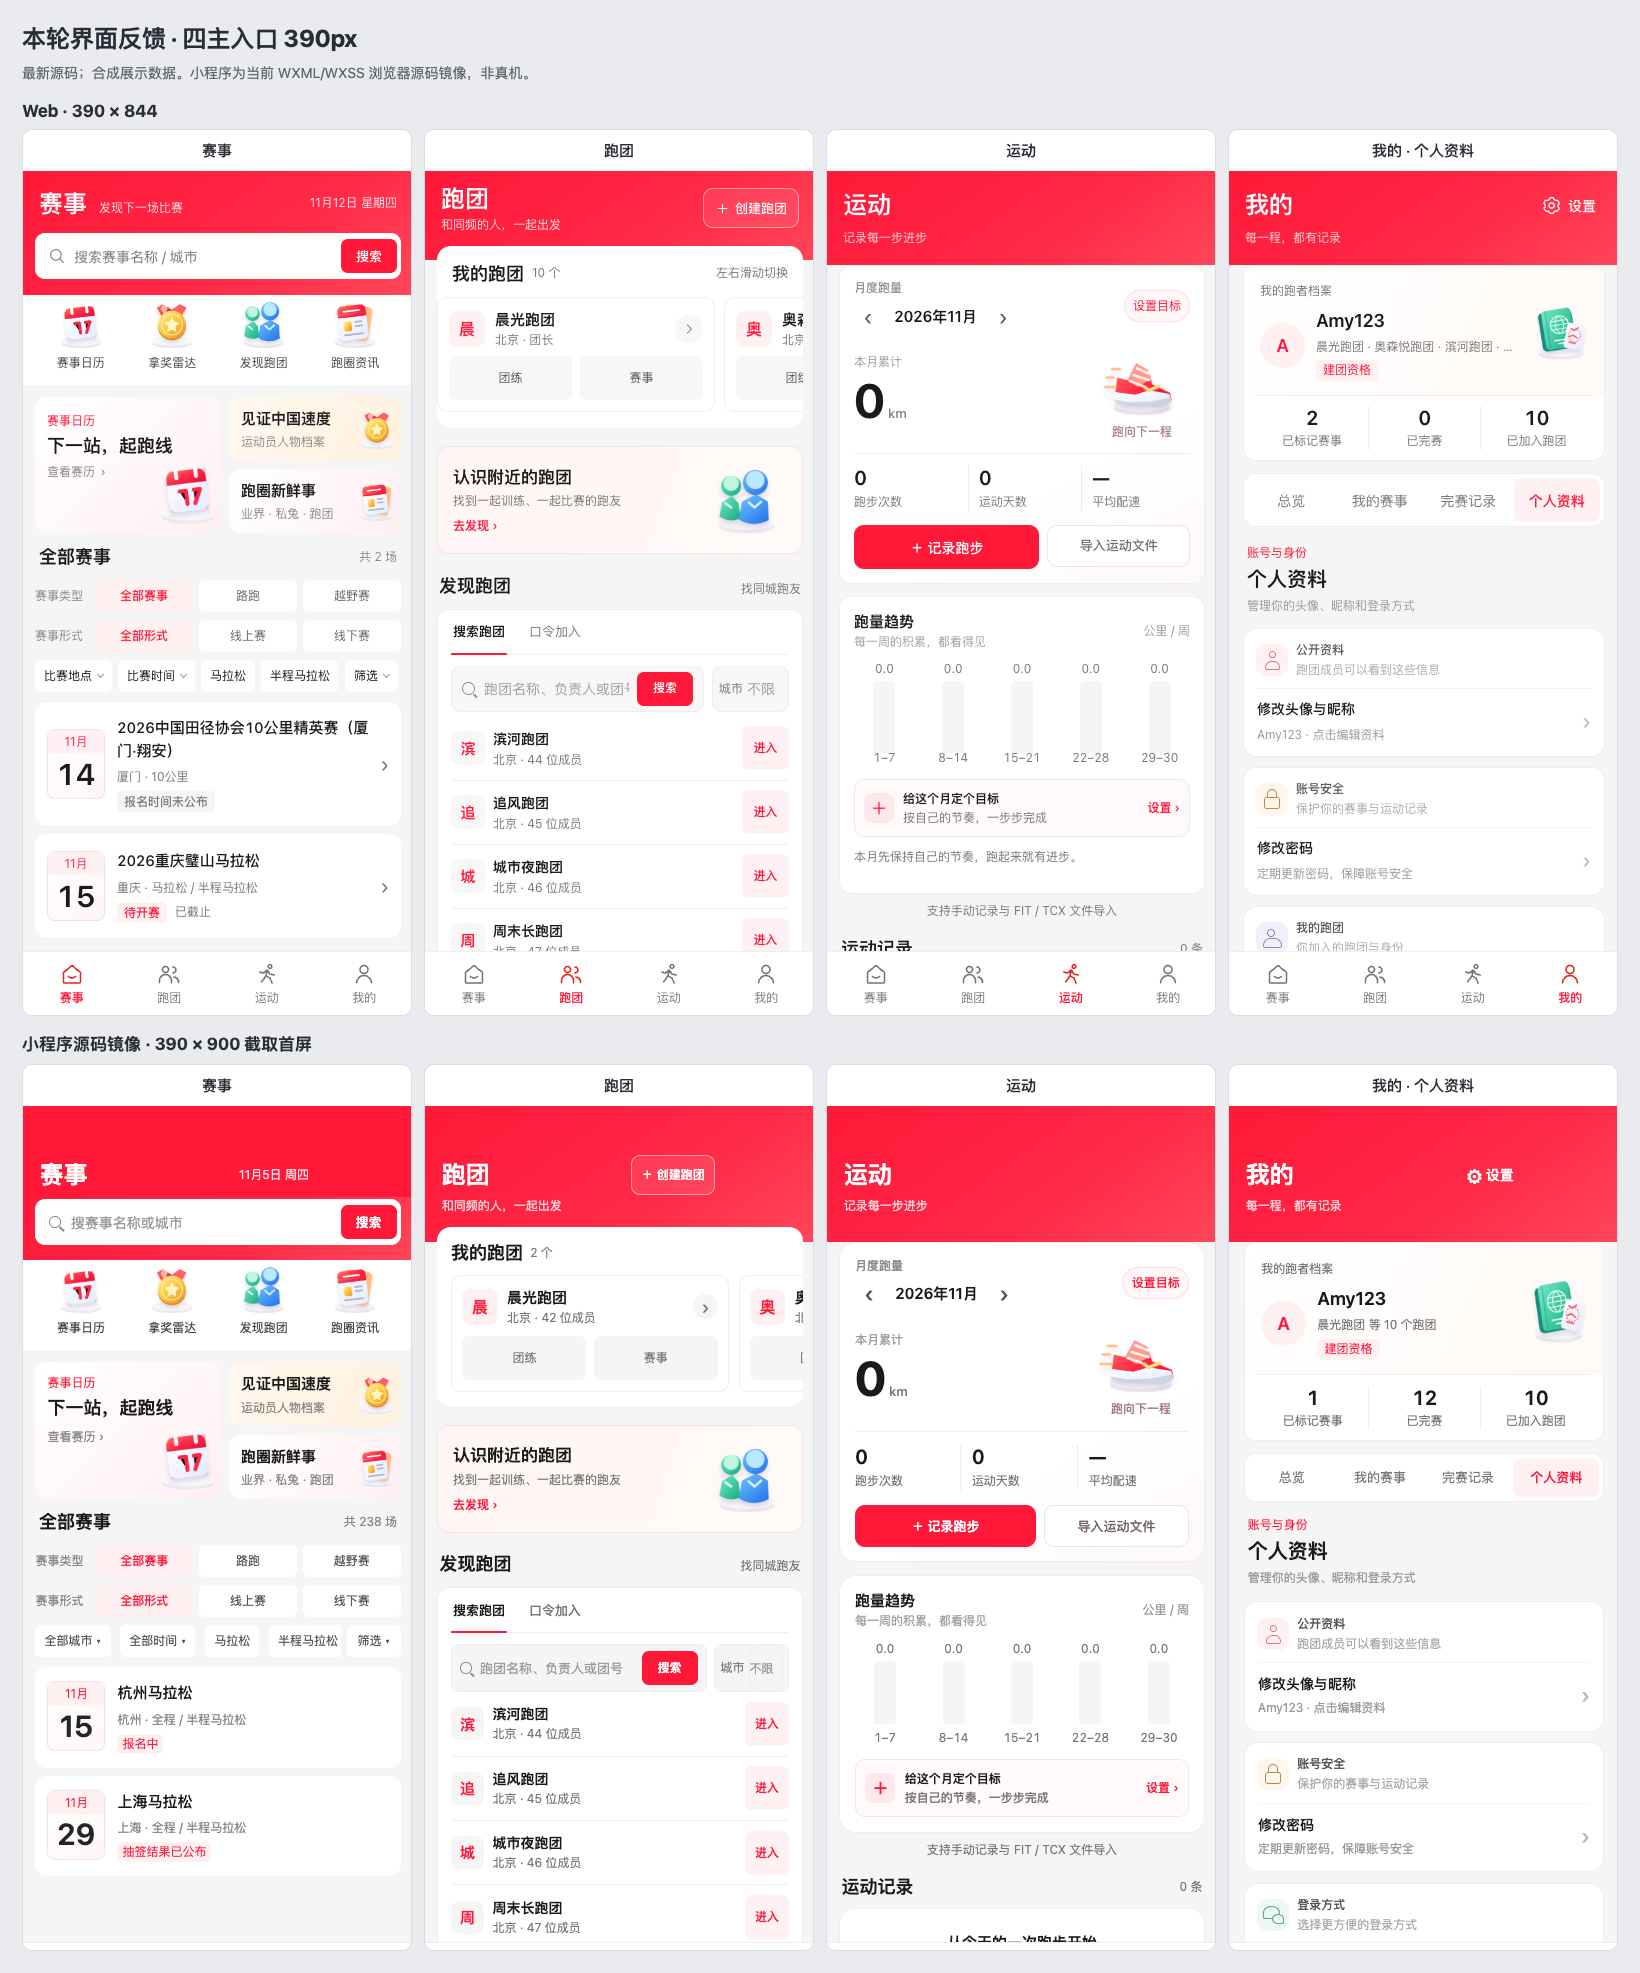 本轮界面反馈 · 四主入口 390px
最新源码；合成展示数据。小程序为当前 WXML/WXSS 浏览器源码镜像，非真机。
Web · 390 × 844
赛事
赛事 发现下一场比赛 11月12日 星期四
搜索赛事名称 / 城市 搜索
赛事日历 拿奖雷达 发现跑团 跑圈资讯
赛事日历
下一站，起跑线
查看赛历 ›
见证中国速度
运动员人物档案
跑圈新鲜事
业界 · 私兔 · 跑团
全部赛事 共 2 场
赛事类型 全部赛事 路跑 越野赛
赛事形式 全部形式 线上赛 线下赛
比赛地点 比赛时间 马拉松 半程马拉松 筛选
11月
14
2026中国田径协会10公里精英赛（厦
门·翔安）
厦门 · 10公里
报名时间未公布
11月
15
2026重庆璧山马拉松
重庆 · 马拉松 / 半程马拉松
待开赛 已截止
赛事 跑团 运动 我的
跑团
跑团
和同频的人，一起出发
+ 创建跑团
我的跑团 10 个 左右滑动切换
晨 晨光跑团
北京 · 团长
团练 赛事
奥
认识附近的跑团
找到一起训练、一起比赛的跑友
去发现 ›
发现跑团 找同城跑友
搜索跑团 口令加入
跑团名称、负责人或团号 搜索 城市 不限
滨 滨河跑团 进入
北京 · 44 位成员
追 追风跑团 进入
北京 · 45 位成员
城 城市夜跑团 进入
北京 · 46 位成员
周 周末长跑团 进入
北京 · 47 位成员
赛事 跑团 运动 我的
运动
运动
记录每一步进步
月度跑量
‹ 2026年11月 › 设置目标
本月累计
0 km
跑向下一程
0 0 —
跑步次数 运动天数 平均配速
+ 记录跑步 导入运动文件
跑量趋势
每一周的积累，都看得见 公里 / 周
0.0 0.0 0.0 0.0 0.0
1–7 8–14 15–21 22–28 29–30
给这个月定个目标
按自己的节奏，一步步完成 设置 ›
本月先保持自己的节奏，跑起来就有进步。
支持手动记录与 FIT / TCX 文件导入
运动记录 0 条
赛事 跑团 运动 我的
我的 · 个人资料
我的 设置
每一程，都有记录
我的跑者档案
A Amy123
晨光跑团 · 奥森悦跑团 · 滨河跑团 · ...
建团资格
2 0 10
已标记赛事 已完赛 已加入跑团
总览 我的赛事 完赛记录 个人资料
账号与身份
个人资料
管理你的头像、昵称和登录方式
公开资料
跑团成员可以看到这些信息
修改头像与昵称
Amy123 · 点击编辑资料
账号安全
保护你的赛事与运动记录
修改密码
定期更新密码，保障账号安全
我的跑团
你加入的跑团与身份
赛事 跑团 运动 我的
小程序源码镜像 · 390 × 900 截取首屏
赛事
赛事 11月5日 周四
搜赛事名称或城市 搜索
赛事日历 拿奖雷达 发现跑团 跑圈资讯
赛事日历
下一站，起跑线
查看赛历 ›
见证中国速度
运动员人物档案
跑圈新鲜事
业界 · 私兔 · 跑团
全部赛事 共 238 场
赛事类型 全部赛事 路跑 越野赛
赛事形式 全部形式 线上赛 线下赛
全部城市 全部时间 马拉松 半程马拉松 筛选
11月
15
杭州马拉松
杭州 · 全程 / 半程马拉松
报名中
11月
29
上海马拉松
上海 · 全程 / 半程马拉松
抽签结果已公布
跑团
跑团 + 创建跑团
和同频的人，一起出发
我的跑团 2 个
晨 晨光跑团
北京 · 42 位成员
团练 赛事
奥
认识附近的跑团
找到一起训练、一起比赛的跑友
去发现 ›
发现跑团 找同城跑友
搜索跑团 口令加入
跑团名称、负责人或团号 搜索 城市 不限
滨 滨河跑团 进入
北京 · 44 位成员
追 追风跑团 进入
北京 · 45 位成员
城 城市夜跑团 进入
北京 · 46 位成员
周 周末长跑团 进入
北京 · 47 位成员
运动
运动
记录每一步进步
月度跑量
‹ 2026年11月 › 设置目标
本月累计
0 km
跑向下一程
0 0 —
跑步次数 运动天数 平均配速
+ 记录跑步 导入运动文件
跑量趋势
每一周的积累，都看得见 公里 / 周
0.0 0.0 0.0 0.0 0.0
1–7 8–14 15–21 22–28 29–30
给这个月定个目标
按自己的节奏，一步步完成 设置 ›
支持手动记录与 FIT / TCX 文件导入
运动记录 0 条
从今天的一次跑步开始
我的 · 个人资料
我的 设置
每一程，都有记录
我的跑者档案
A Amy123
晨光跑团 等 10 个跑团
建团资格
1 12 10
已标记赛事 已完赛 已加入跑团
总览 我的赛事 完赛记录 个人资料
账号与身份
个人资料
管理你的头像、昵称和登录方式
公开资料
跑团成员可以看到这些信息
修改头像与昵称
Amy123 · 点击编辑资料
账号安全
保护你的赛事与运动记录
修改密码
定期更新密码，保障账号安全
登录方式
选择更方便的登录方式